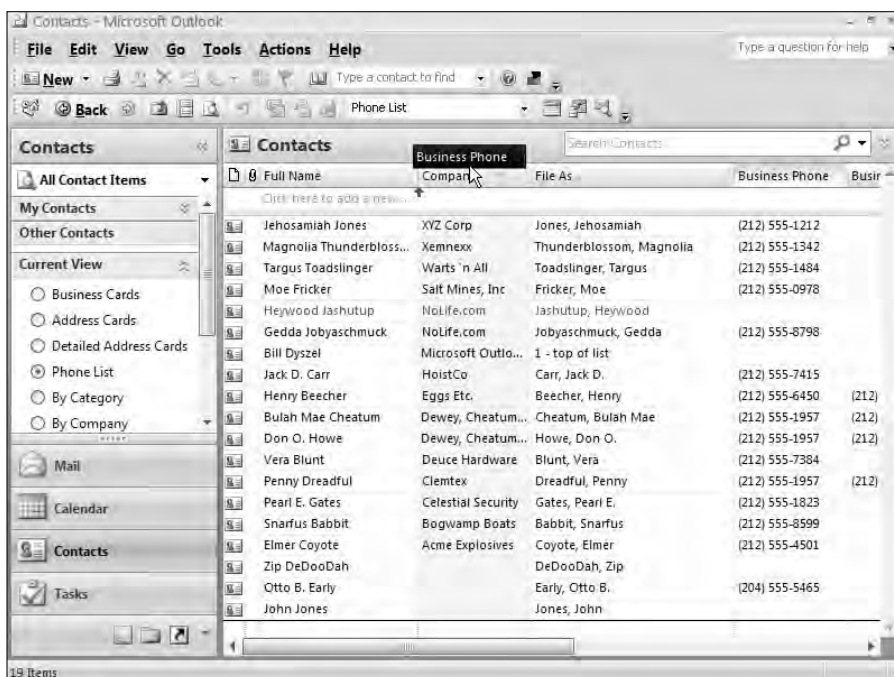 Contacts - Microsoft Outlook
File Edit View Go Tools Actions Help
Type a question for help
New
Type a contact to find
Back
Phone List
Contacts
Contacts
Search Contacts
Business Phone
All Contact Items
Full Name Company File As Business Phone Busir
My Contacts
Click here to add a new...
Other Contacts
Current View
Business Cards
Address Cards
Detailed Address Cards
Phone List
By Category
By Company
Mail
Calendar
Contacts
Tasks
Jehosamiah Jones XYZ Corp Jones, Jehosamiah (212) 555-1212
Magnolia Thunderbloss... Xemnexx Thunderblossom, Magnolia (212) 555-1342
Targus Toadslinger Warts `n All Toadslinger, Targus (212) 555-1484
Moe Fricker Salt Mines, Inc Fricker, Moe (212) 555-0978
Heywood Jashutup NoLife.com Jashutup, Heywood
Gedda Jobyaschmuck NoLife.com Jobyaschmuck, Gedda (212) 555-8798
Bill Dyszel Microsoft Outlo... 1 - top of list
Jack D. Carr HoistCo Carr, Jack D. (212) 555-7415
Henry Beecher Eggs Etc. Beecher, Henry (212) 555-6450 (212)
Bulah Mae Cheatum Dewey, Cheatum... Cheatum, Bulah Mae (212) 555-1957 (212)
Don O. Howe Dewey, Cheatum... Howe, Don O. (212) 555-1957 (212)
Vera Blunt Deuce Hardware Blunt, Vera (212) 555-7384
Penny Dreadful Clemtex Dreadful, Penny (212) 555-1957 (212)
Pearl E. Gates Celestial Security Gates, Pearl E. (212) 555-1823
Snarfus Babbit Bogwamp Boats Babbit, Snarfus (212) 555-8599
Elmer Coyote Acme Explosives Coyote, Elmer (212) 555-4501
Zip DeDooDah DeDooDah, Zip
Otto B. Early Early, Otto B. (204) 555-5465
John Jones Jones, John
19 Items